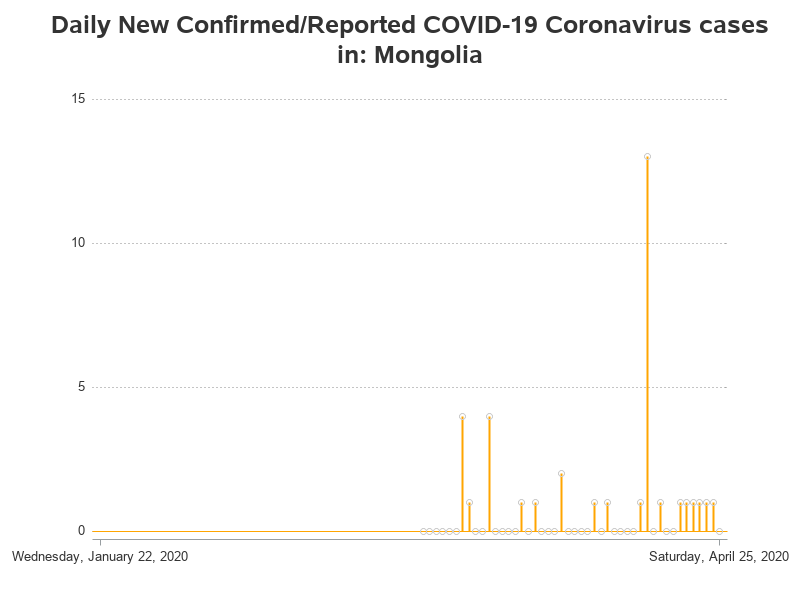 Daily New Confirmed/Reported COVID-19 Coronavirus cases
in: Mongolia
15
10
5
0
Wednesday, January 22, 2020
Saturday, April 25, 2020